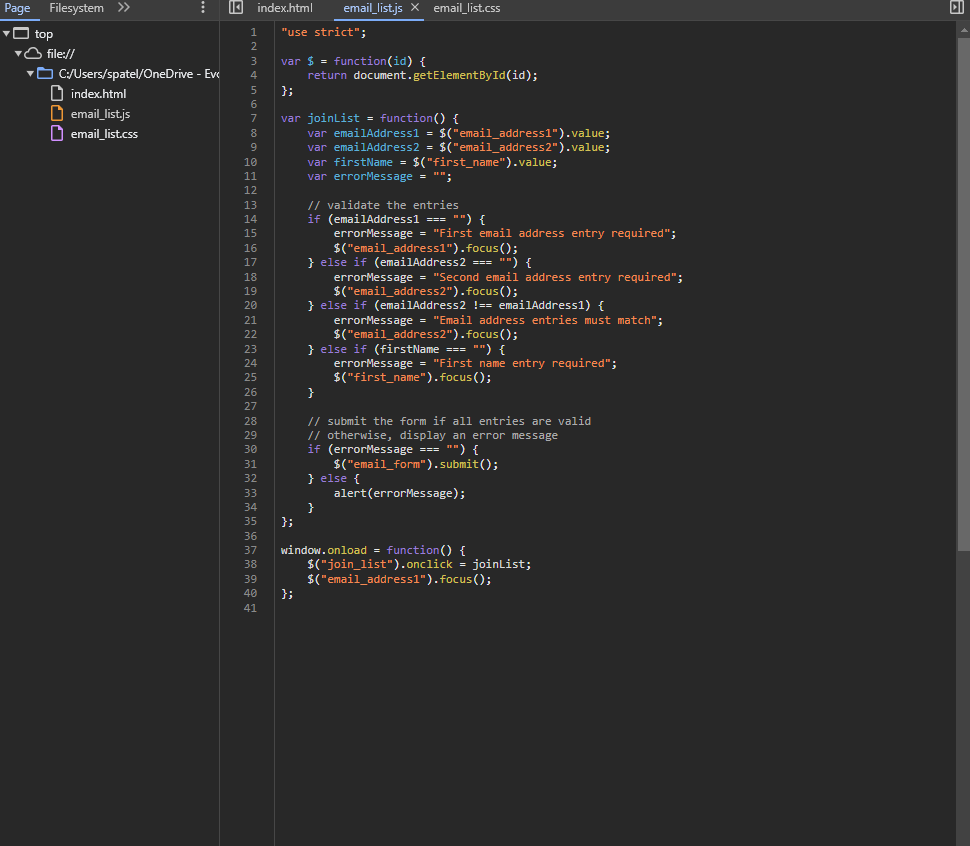 Page Filesystem
index.html email_list.js × email_list.css
top
file://
C:/Users/spatel/OneDrive - Evo
index.html
email_list.js
email_list.css
1 "use strict";
2
3 var $ = function(id) {
4     return document.getElementById(id);
5 };
6
7 var joinList = function() {
8     var emailAddress1 = $("email_address1").value;
9     var emailAddress2 = $("email_address2").value;
10     var firstName = $("first_name").value;
11     var errorMessage = "";
12
13     // validate the entries
14     if (emailAddress1 === "") {
15         errorMessage = "First email address entry required";
16         $("email_address1").focus();
17     } else if (emailAddress2 === "") {
18         errorMessage = "Second email address entry required";
19         $("email_address2").focus();
20     } else if (emailAddress2 !== emailAddress1) {
21         errorMessage = "Email address entries must match";
22         $("email_address2").focus();
23     } else if (firstName === "") {
24         errorMessage = "First name entry required";
25         $("first_name").focus();
26     }
27
28     // submit the form if all entries are valid
29     // otherwise, display an error message
30     if (errorMessage === "") {
31         $("email_form").submit();
32     } else {
33         alert(errorMessage);
34     }
35 };
36
37 window.onload = function() {
38     $("join_list").onclick = joinList;
39     $("email_address1").focus();
40 };
41